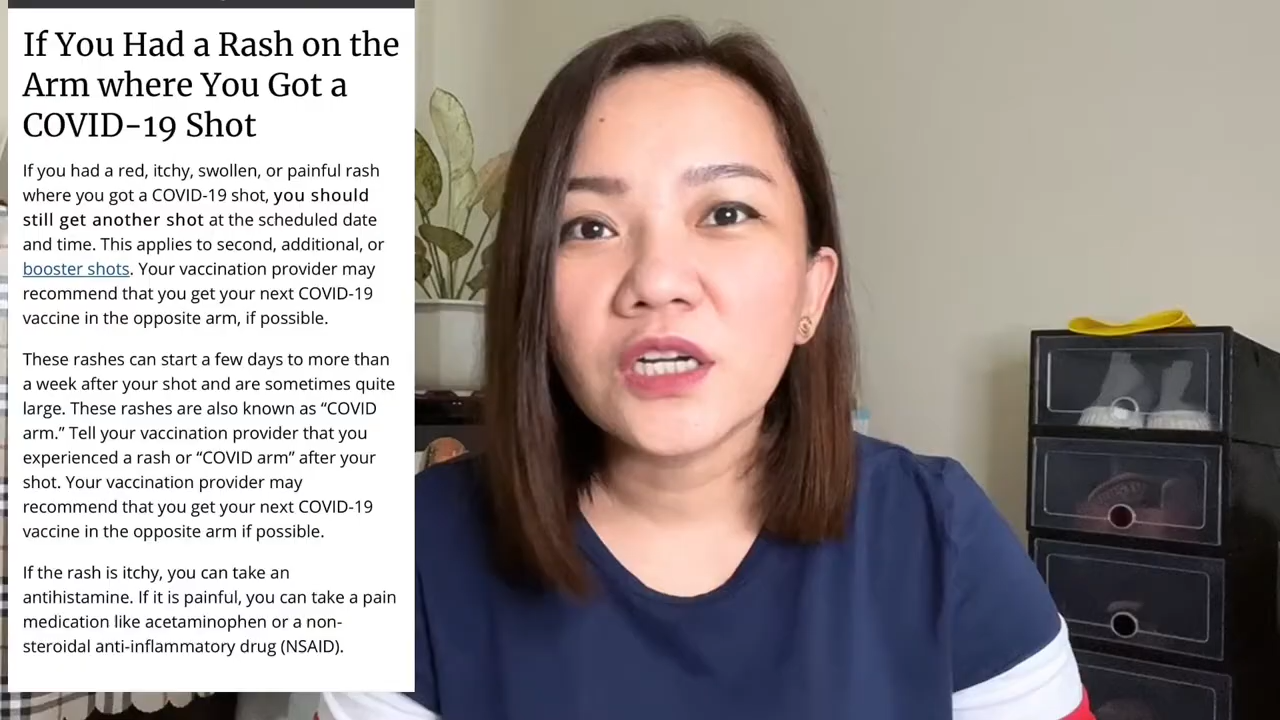 If You Had a Rash on the
Arm where You Got a
COVID-19 Shot
If you had a red, itchy, swollen, or painful rash
where you got a COVID-19 shot, you should
still get another shot at the scheduled date
and time. This applies to second, additional, or
booster shots. Your vaccination provider may
recommend that you get your next COVID-19
vaccine in the opposite arm, if possible.
These rashes can start a few days to more than
a week after your shot and are sometimes quite
large. These rashes are also known as “COVID
arm.” Tell your vaccination provider that you
experienced a rash or “COVID arm” after your
shot. Your vaccination provider may
recommend that you get your next COVID-19
vaccine in the opposite arm if possible.
If the rash is itchy, you can take an
antihistamine. If it is painful, you can take a pain
medication like acetaminophen or a non-
steroidal anti-inflammatory drug (NSAID).